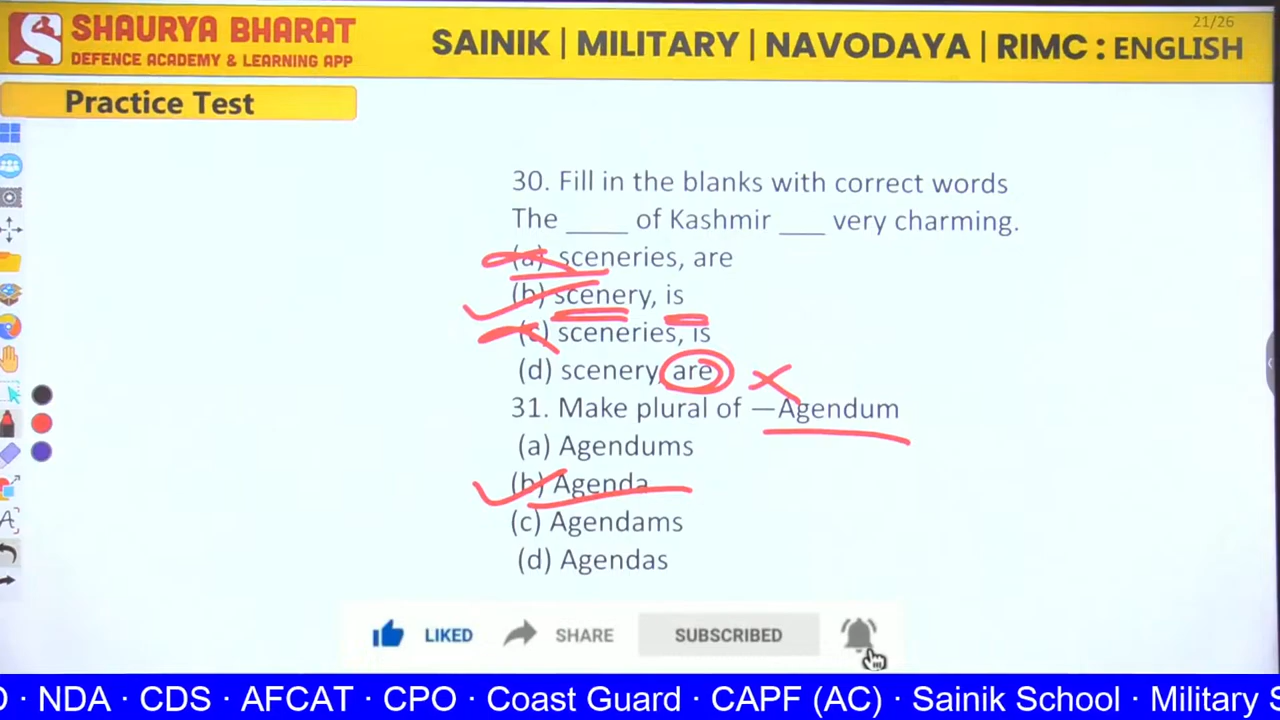 21/26
SHAURYA BHARAT
DEFENCE ACADEMY & LEARNING APP
SAINIK | MILITARY | NAVODAYA | RIMC : ENGLISH
Practice Test
30. Fill in the blanks with correct words
The _____ of Kashmir ____ very charming.
(a) sceneries, are
(b) scenery, is
(c) sceneries, is
(d) scenery, are
31. Make plural of —Agendum
(a) Agendums
(b) Agenda
(c) Agendams
(d) Agendas
LIKED SHARE SUBSCRIBED
· NDA · CDS · AFCAT · CPO · Coast Guard · CAPF (AC) · Sainik School · Military S